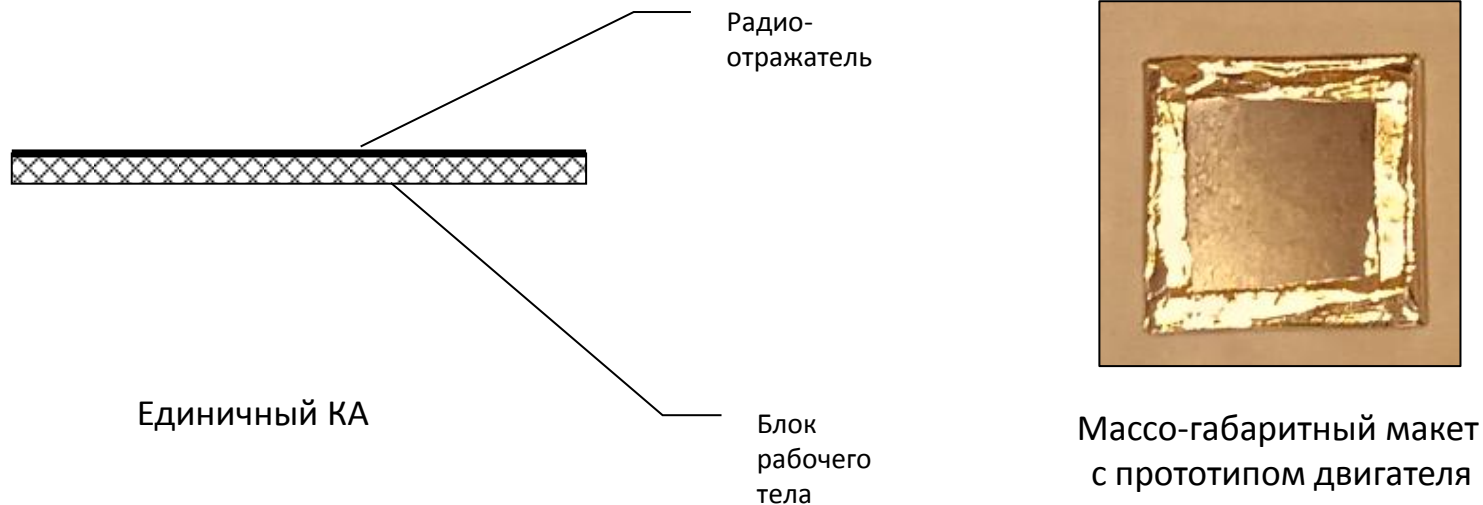 Радио-
отражатель
Единичный КА
Блок
рабочего
тела
Массо-габаритный макет
с прототипом двигателя